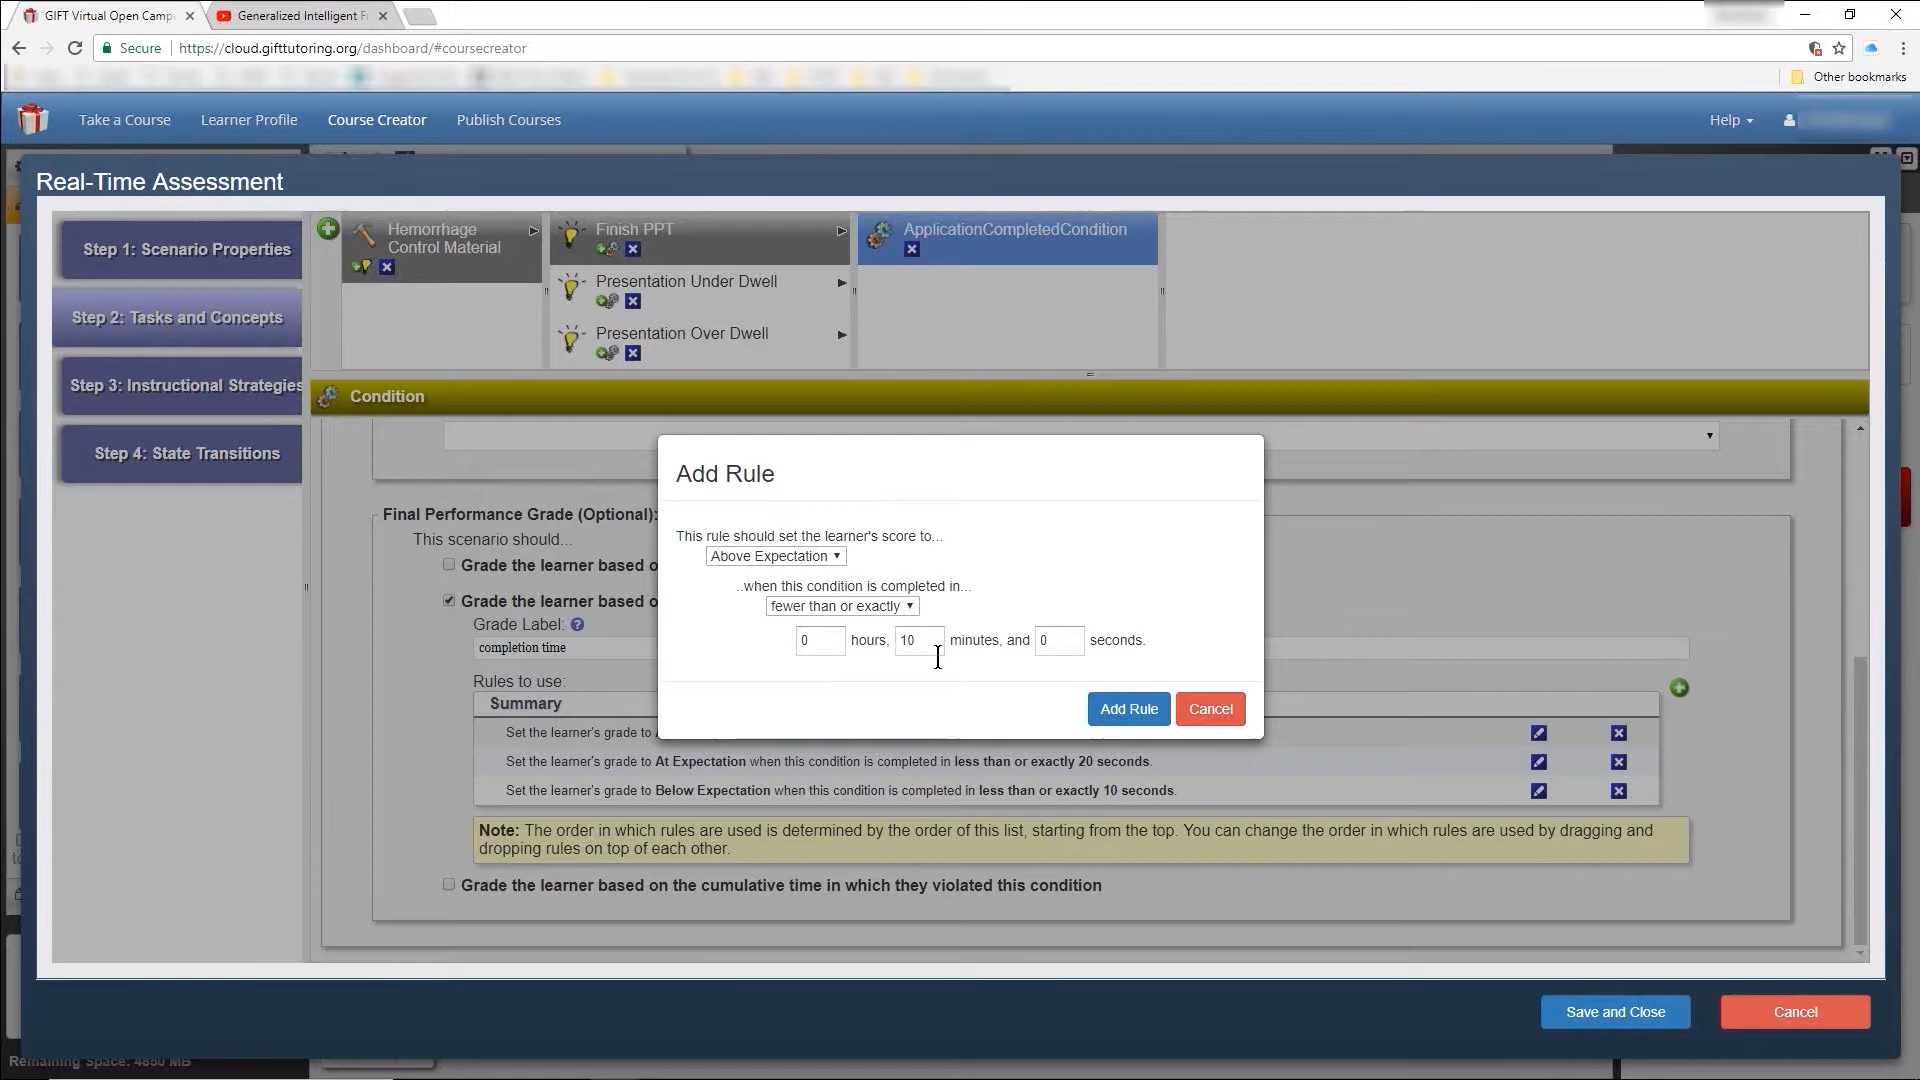 GIFT Virtual Open Camp
Generalized Intelligent Fr
Secure
https://cloud.gifttutoring.org/dashboard/#coursecreator
Other bookmarks
Take a Course
Learner Profile
Course Creator
Publish Courses
Help
Real-Time Assessment
Step 1: Scenario Properties
Step 2: Tasks and Concepts
Step 3: Instructional Strategies
Step 4: State Transitions
Hemorrhage
Control Material
Finish PPT
Presentation Under Dwell
Presentation Over Dwell
ApplicationCompletedCondition
Condition
Add Rule
This rule should set the learner's score to...
Above Expectation
..when this condition is completed in...
fewer than or exactly
0 hours, 10 minutes, and 0 seconds.
Add Rule
Cancel
Final Performance Grade (Optional):
This scenario should...
Grade the learner based o
Grade the learner based o
Grade Label:
completion time
Rules to use:
Summary
Set the learner's grade to
Set the learner's grade to At Expectation when this condition is completed in less than or exactly 20 seconds.
Set the learner's grade to Below Expectation when this condition is completed in less than or exactly 10 seconds.
Note: The order in which rules are used is determined by the order of this list, starting from the top. You can change the order in which rules are used by dragging and
dropping rules on top of each other.
Grade the learner based on the cumulative time in which they violated this condition
Save and Close
Cancel
Remaining Space: 4860 MB